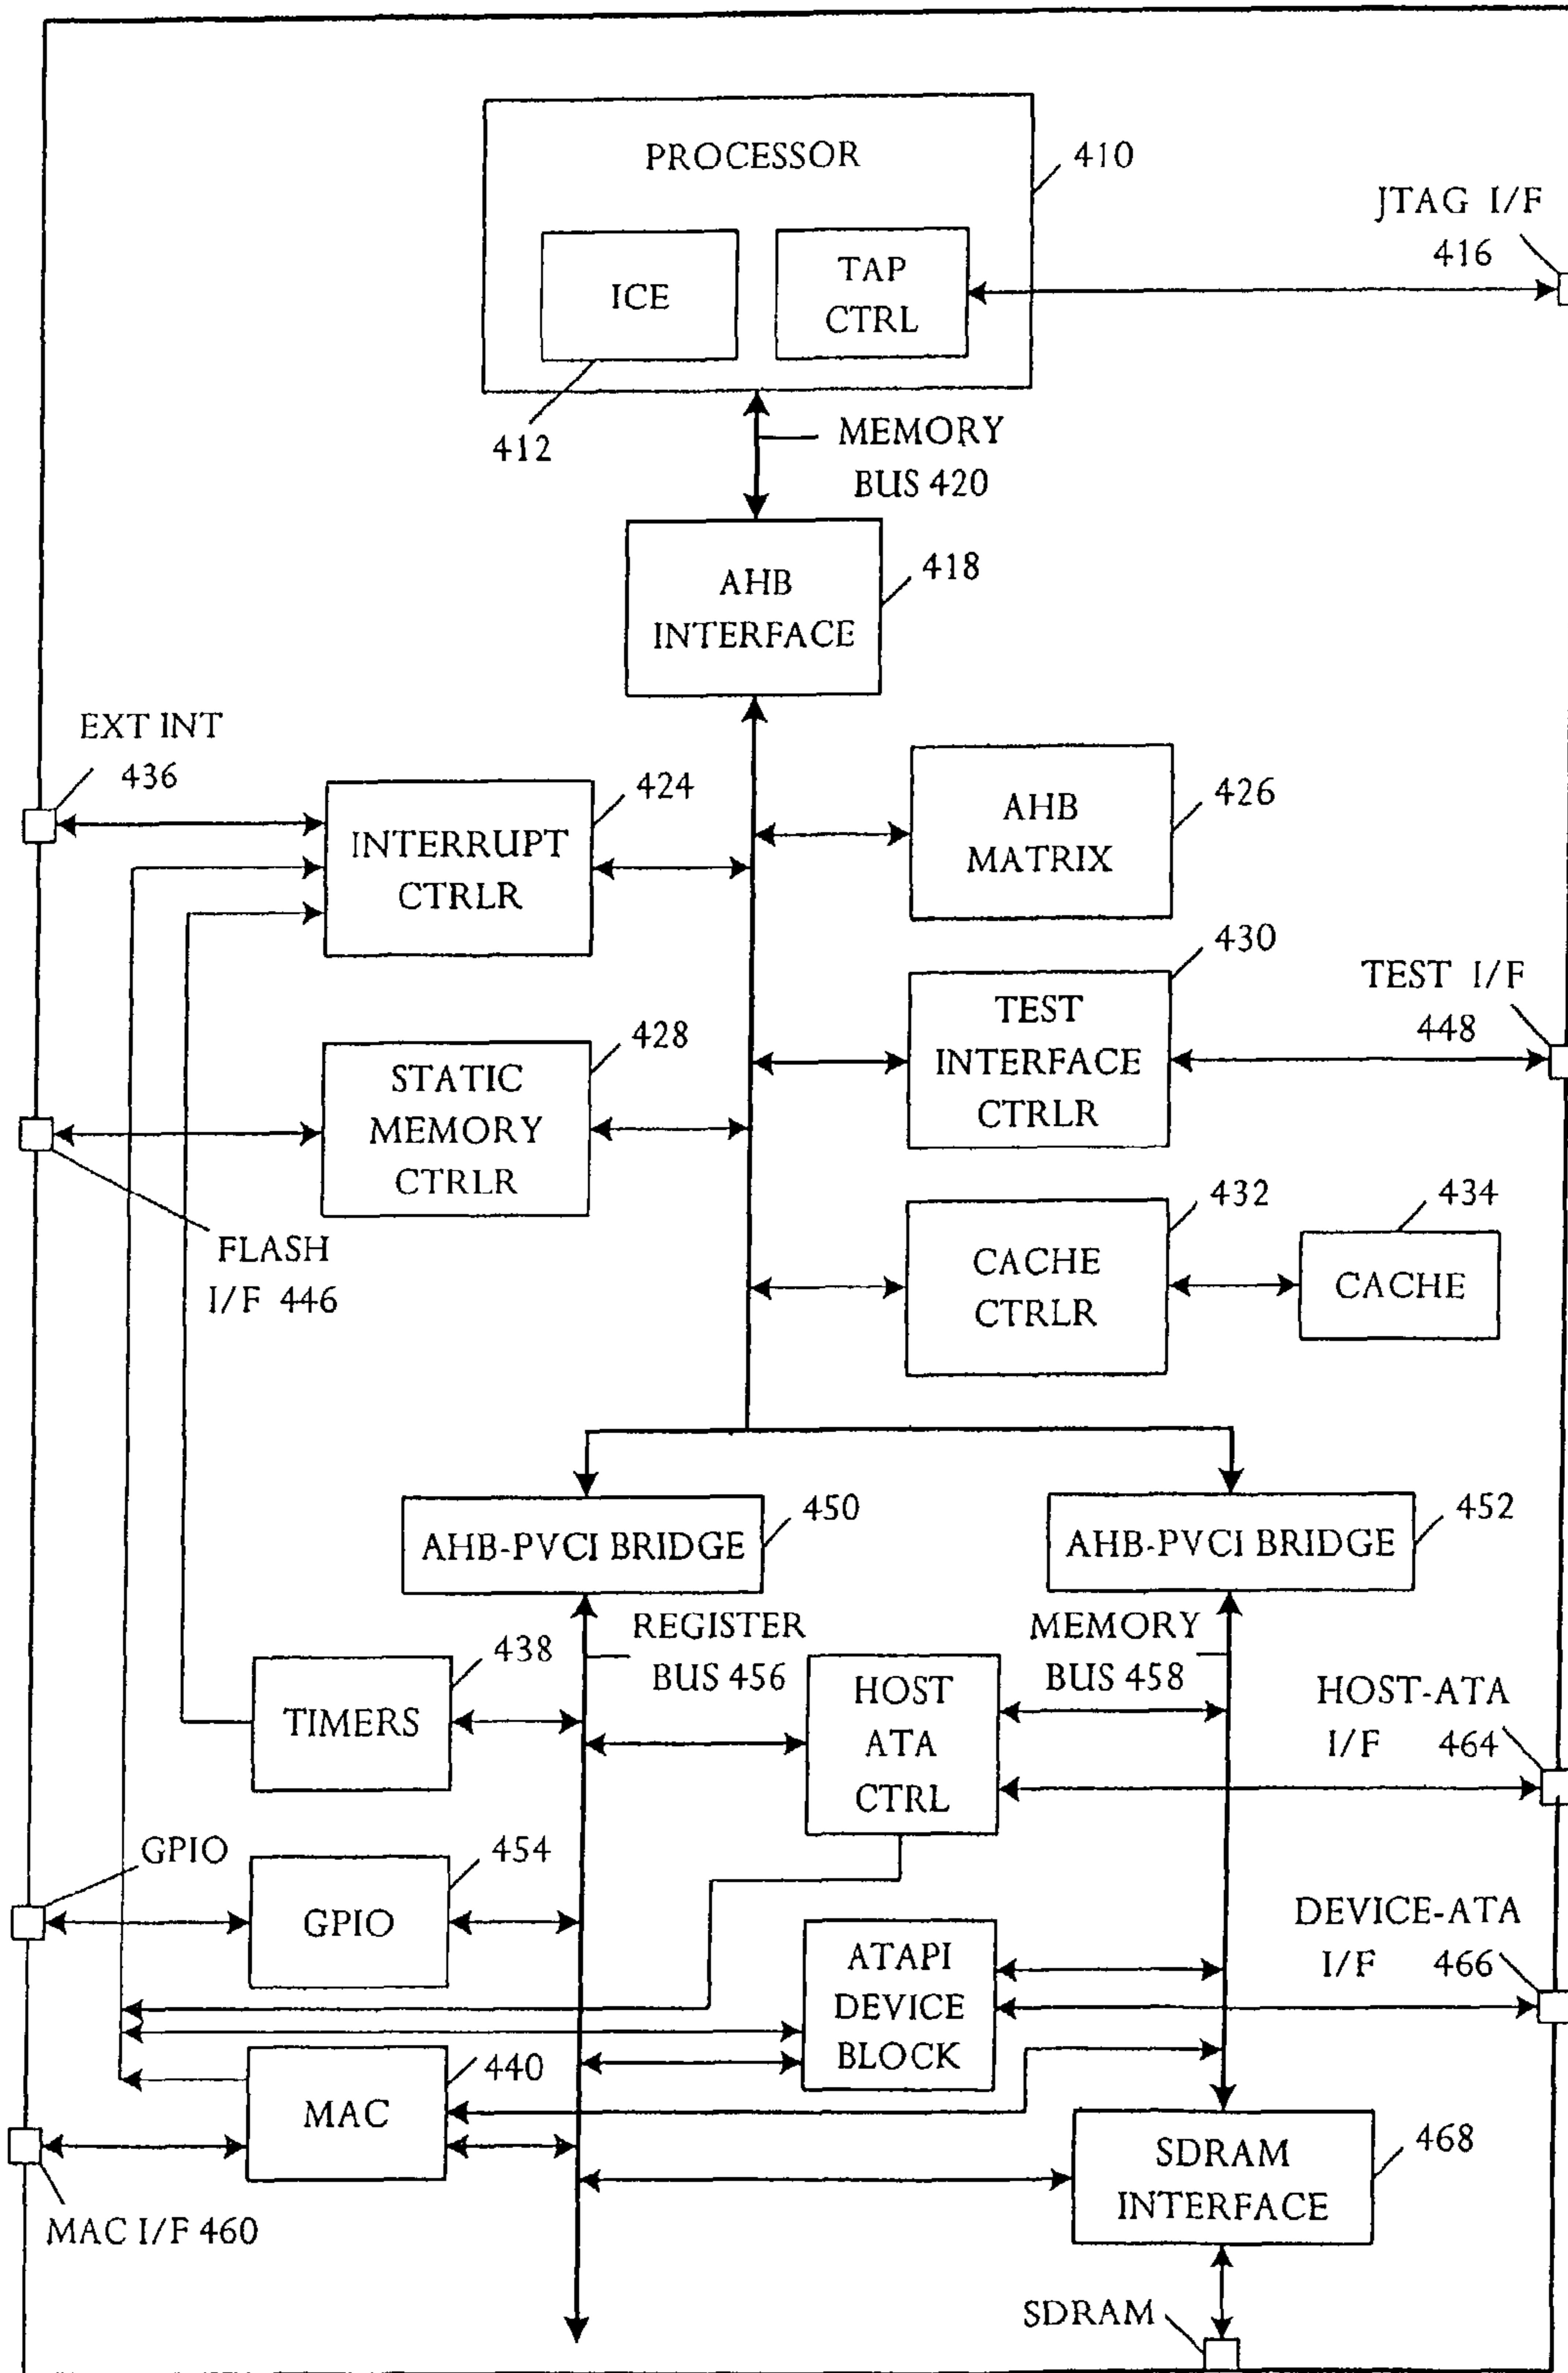 PROCESSOR
410
ICE
TAP
CTRL
412
JTAG I/F
416
MEMORY
BUS 420
AHB
INTERFACE
418
EXT INT
436
INTERRUPT
CTRLR
424
AHB
MATRIX
426
STATIC
MEMORY
CTRLR
428
TEST
INTERFACE
CTRLR
430
TEST I/F
448
FLASH
I/F 446
CACHE
CTRLR
432
CACHE
434
AHB-PVCI BRIDGE
450
AHB-PVCI BRIDGE
452
REGISTER
BUS 456
MEMORY
BUS 458
TIMERS
438
HOST
ATA
CTRL
HOST-ATA
I/F 464
GPIO
GPIO
454
ATAPI
DEVICE
BLOCK
DEVICE-ATA
I/F 466
MAC
440
MAC I/F 460
SDRAM
INTERFACE
468
SDRAM